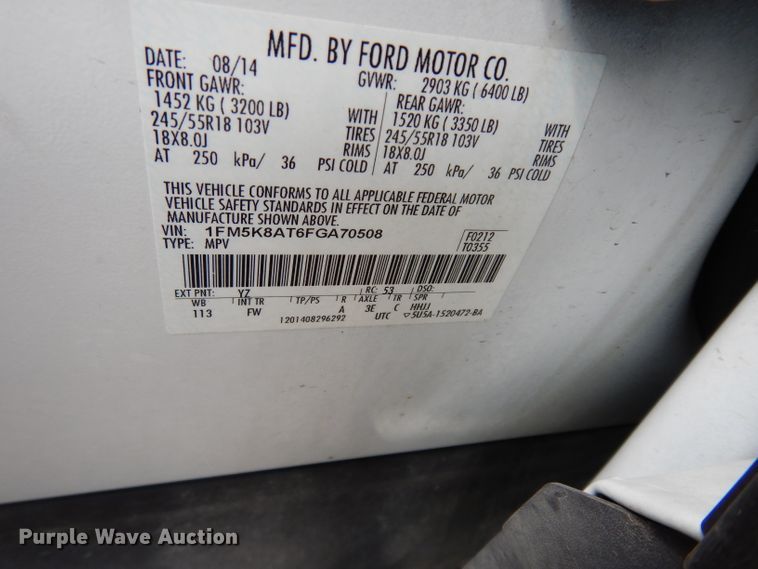 MFD. BY FORD MOTOR CO.
DATE: 08/14 GVWR: 2903 KG ( 6400 LB)
FRONT GAWR: REAR GAWR:
1452 KG ( 3200 LB) WITH 1520 KG ( 3350 LB) WITH
245/55R18 103V TIRES 245/55R18 103V TIRES
18X8.0J RIMS 18X8.0J RIMS
AT 250 kPa/ 36 PSI COLD AT 250 kPa/ 36 PSI COLD
THIS VEHICLE CONFORMS TO ALL APPLICABLE FEDERAL MOTOR
VEHICLE SAFETY STANDARDS IN EFFECT ON THE DATE OF
MANUFACTURE SHOWN ABOVE.
VIN: 1FM5K8AT6FGA70508 F0212
TYPE: MPV T0355
EXT PNT: YZ RC: 53 DSO:
WB INT TR TP/PS R AXLE TR SPR
113 FW A 3E C HHJJ
1201408296292 UTC ▽5U5A-1520472-BA
Purple Wave Auction
Purple Wave Auction